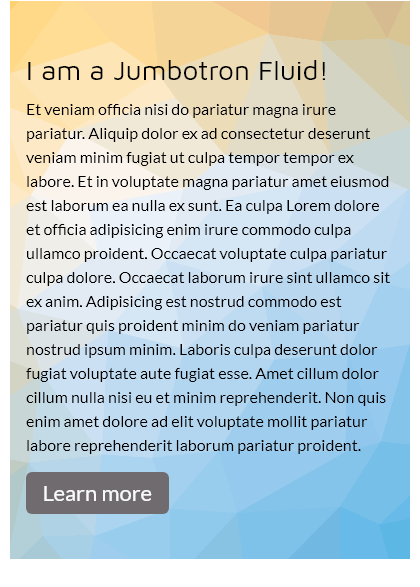 I am a Jumbotron Fluid!
Et veniam officia nisi do pariatur magna irure
pariatur. Aliquip dolor ex ad consectetur deserunt
veniam minim fugiat ut culpa tempor tempor ex
labore. Et in voluptate magna pariatur amet eiusmod
est laborum ea nulla ex sunt. Ea culpa Lorem dolore
et officia adipisicing enim irure commodo culpa
ullamco proident. Occaecat voluptate culpa pariatur
culpa dolore. Occaecat laborum irure sint ullamco sit
ex anim. Adipisicing est nostrud commodo est
pariatur quis proident minim do veniam pariatur
nostrud ipsum minim. Laboris culpa deserunt dolor
fugiat voluptate aute fugiat esse. Amet cillum dolor
cillum nulla nisi eu et minim reprehenderit. Non quis
enim amet dolore ad elit voluptate mollit pariatur
labore reprehenderit laborum pariatur proident.
Learn more